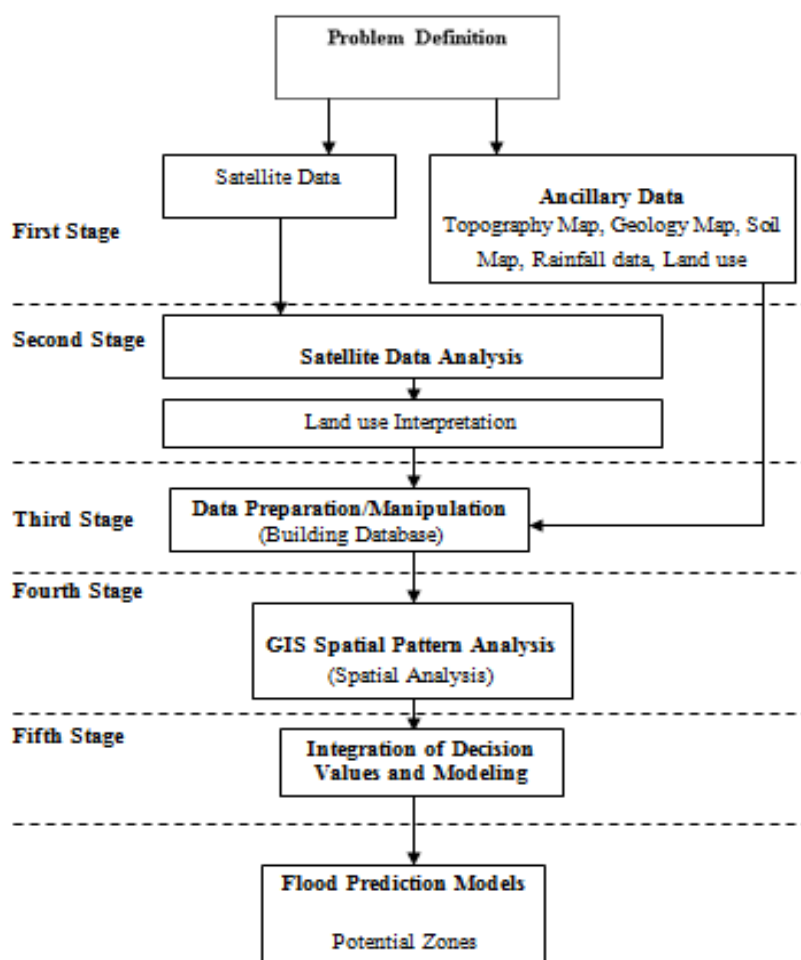 Problem Definition
Satellite Data
Ancillary Data
Topography Map, Geology Map, Soil
Map, Rainfall data, Land use
First Stage
Second Stage
Satellite Data Analysis
Land use Interpretation
Third Stage
Data Preparation/Manipulation
(Building Database)
Fourth Stage
GIS Spatial Pattern Analysis
(Spatial Analysis)
Fifth Stage
Integration of Decision
Values and Modeling
Flood Prediction Models
Potential Zones